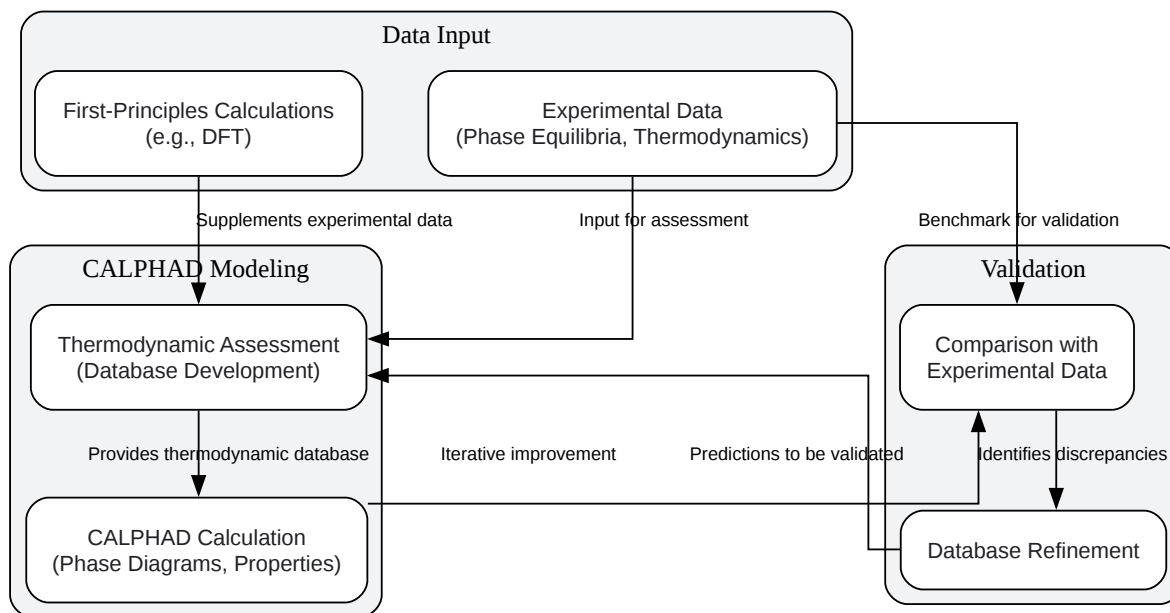 Data Input
First-Principles Calculations
(e.g., DFT)
Experimental Data
(Phase Equilibria, Thermodynamics)
Supplements experimental data
Input for assessment
Benchmark for validation
CALPHAD Modeling
Validation
Thermodynamic Assessment
(Database Development)
Comparison with
Experimental Data
Provides thermodynamic database
Iterative improvement
Predictions to be validated
Identifies discrepancies
CALPHAD Calculation
(Phase Diagrams, Properties)
Database Refinement